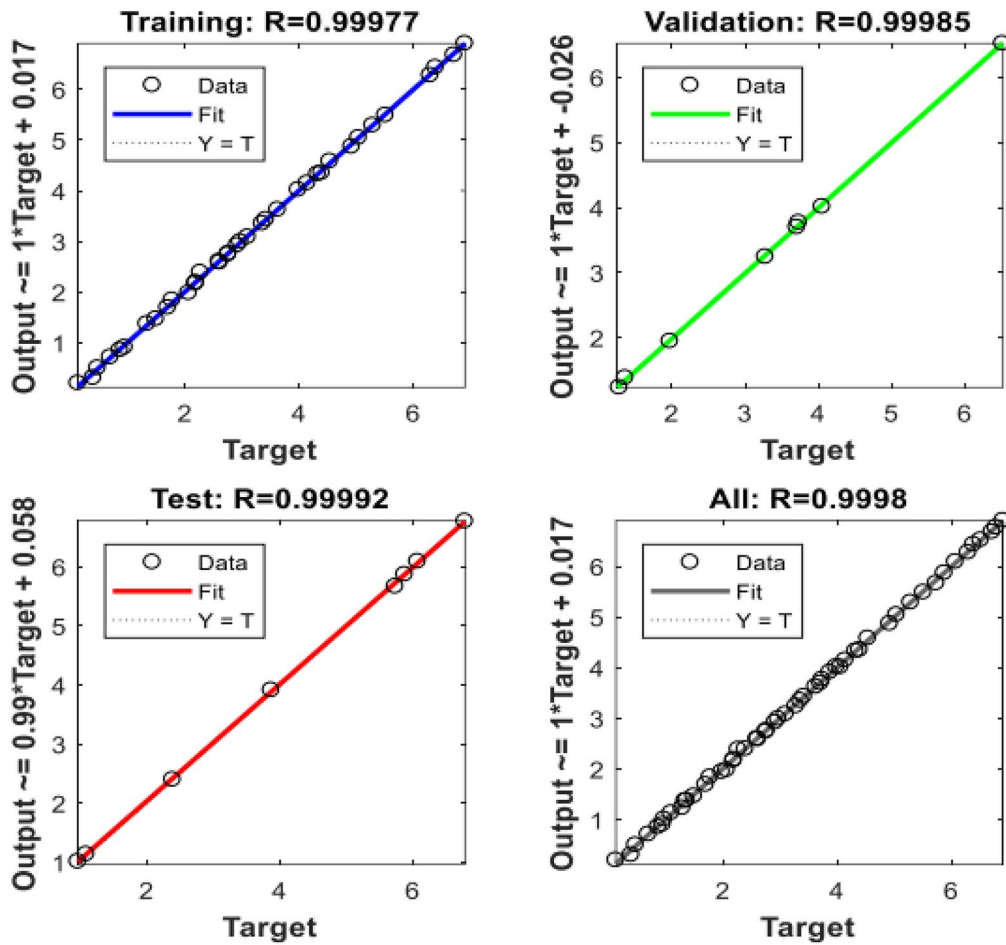 Training: R=0.99977
Output ~= 1*Target + 0.017
Data
Fit
Y = T
6
5
4
3
2
1
2
4
6
Target
Validation: R=0.99985
Output ~= 1*Target + -0.026
Data
Fit
Y = T
6
5
4
3
2
2
3
4
5
6
Target
Test: R=0.99992
Output ~= 0.99*Target + 0.058
Data
Fit
Y = T
6
5
4
3
2
1
2
4
6
Target
All: R=0.9998
Output ~= 1*Target + 0.017
Data
Fit
Y = T
6
5
4
3
2
1
2
4
6
Target